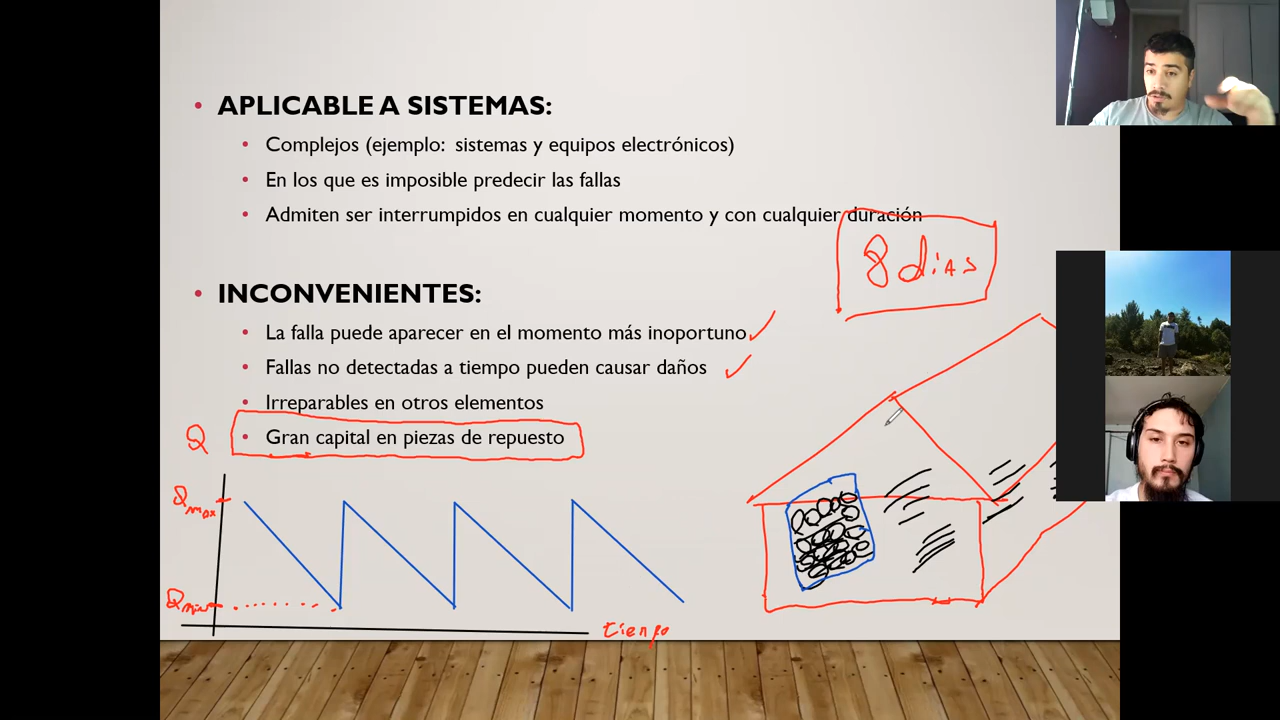 APLICABLE A SISTEMAS:
Complejos (ejemplo: sistemas y equipos electrónicos)
En los que es imposible predecir las fallas
Admiten ser interrumpidos en cualquier momento y con cualquier duración
8 días
INCONVENIENTES:
La falla puede aparecer en el momento más inoportuno
Fallas no detectadas a tiempo pueden causar daños
Irreparables en otros elementos
Gran capital en piezas de repuesto
Q
Qmax
Qmin
tiempo